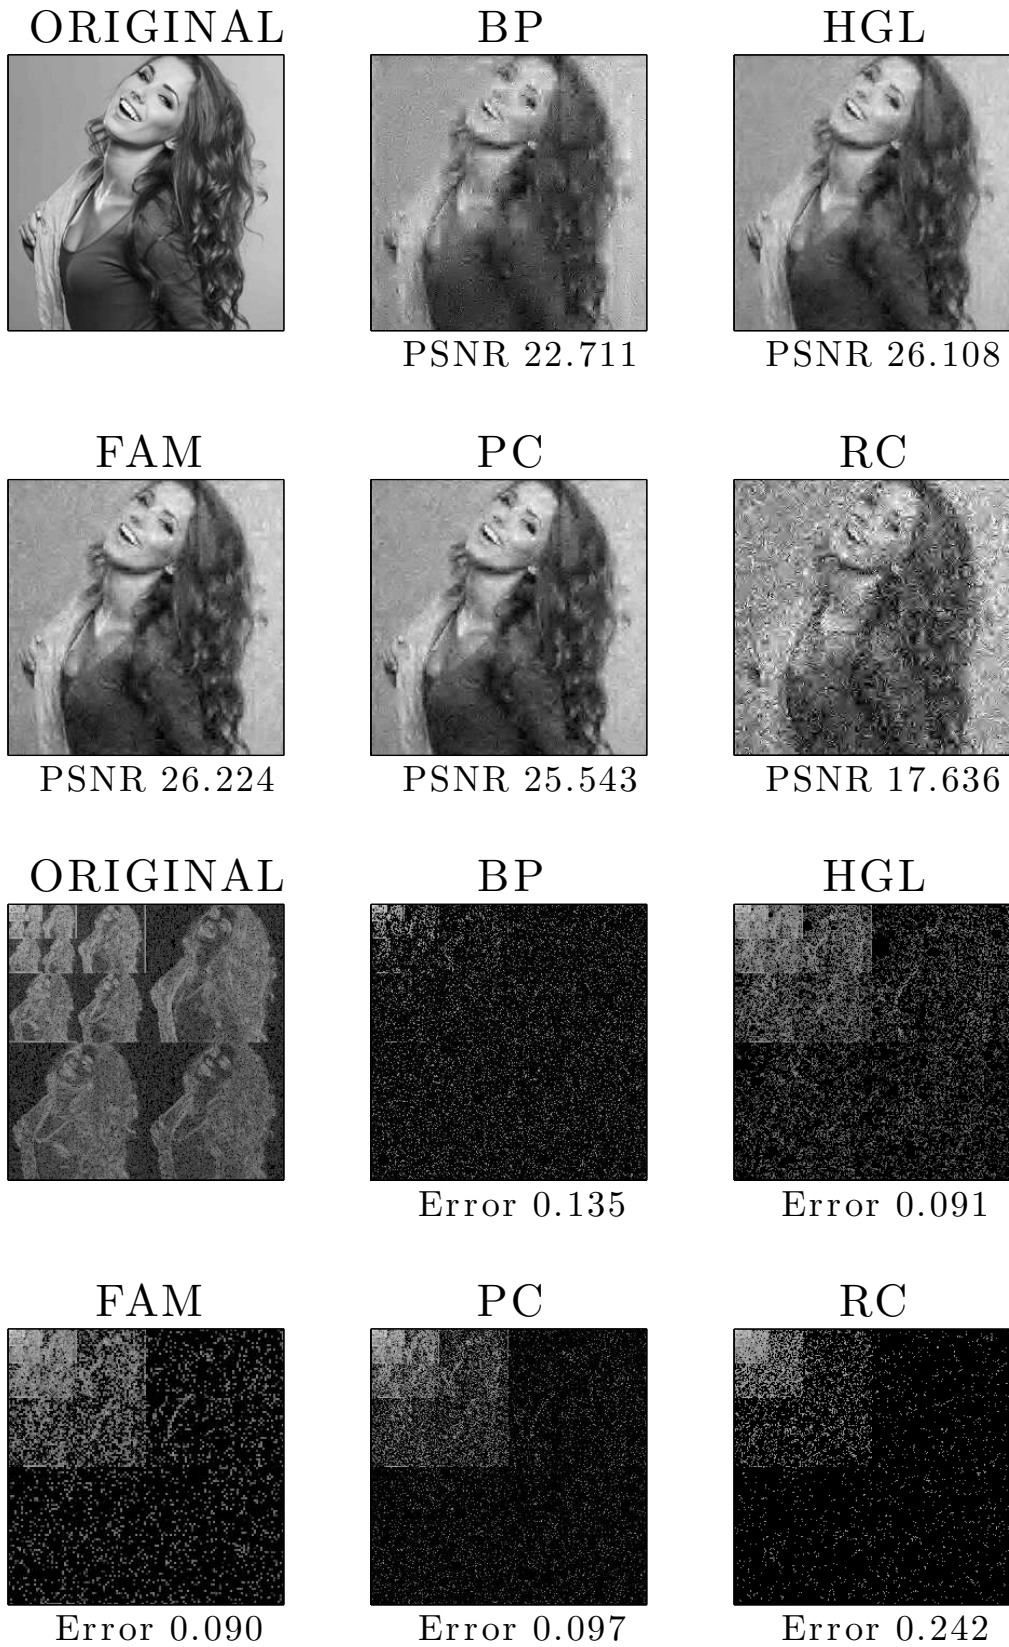 ORIGINAL BP HGL
PSNR 22.711 PSNR 26.108
FAM PC RC
PSNR 26.224 PSNR 25.543 PSNR 17.636
ORIGINAL BP HGL
Error 0.135 Error 0.091
FAM PC RC
Error 0.090 Error 0.097 Error 0.242